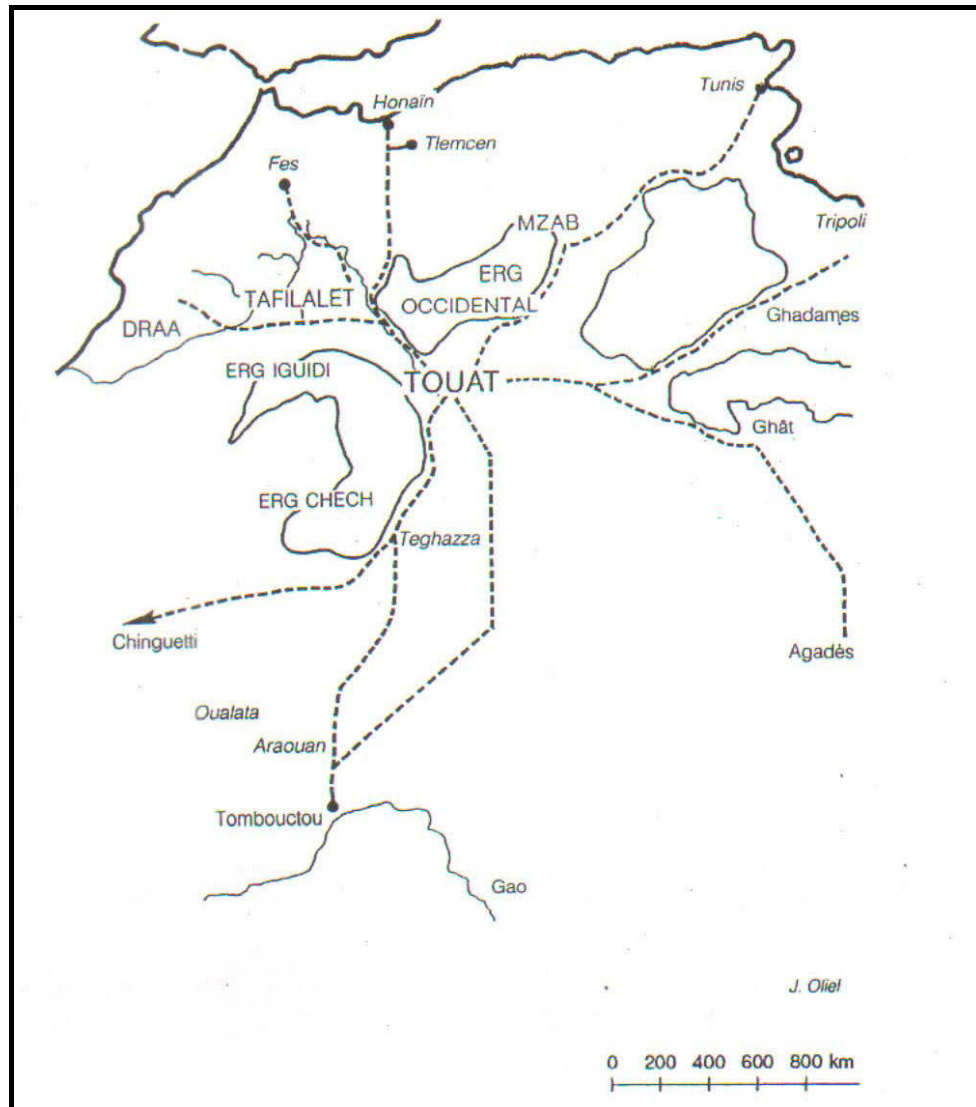 Honaïn
Tunis
Tlemcen
Fes
MZAB
Tripoli
ERG
TAFILALET
OCCIDENTAL
Ghadames
DRAA
ERG IGUIDI
TOUAT
Ghât
ERG CHECH
Teghazza
Chinguetti
Agadès
Oualata
Araouan
Tombouctou
Gao
J. Oliel
0 200 400 600 800 km